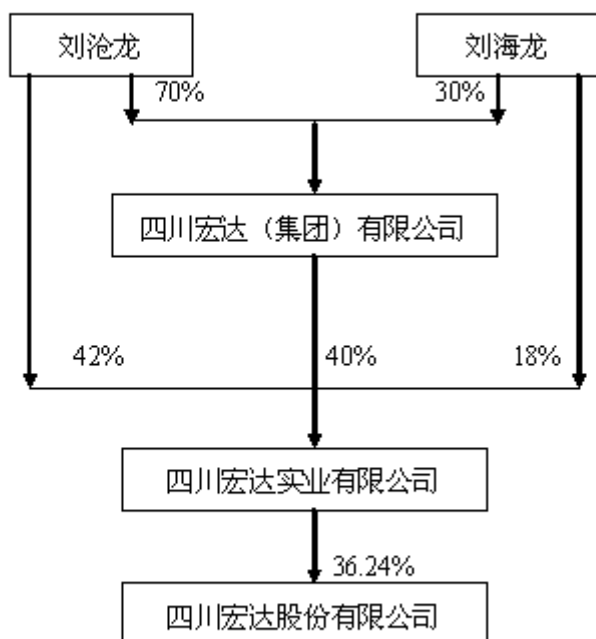 刘沧龙
刘海龙
70%
30%
四川宏达（集团）有限公司
42%
40%
18%
四川宏达实业有限公司
36.24%
四川宏达股份有限公司